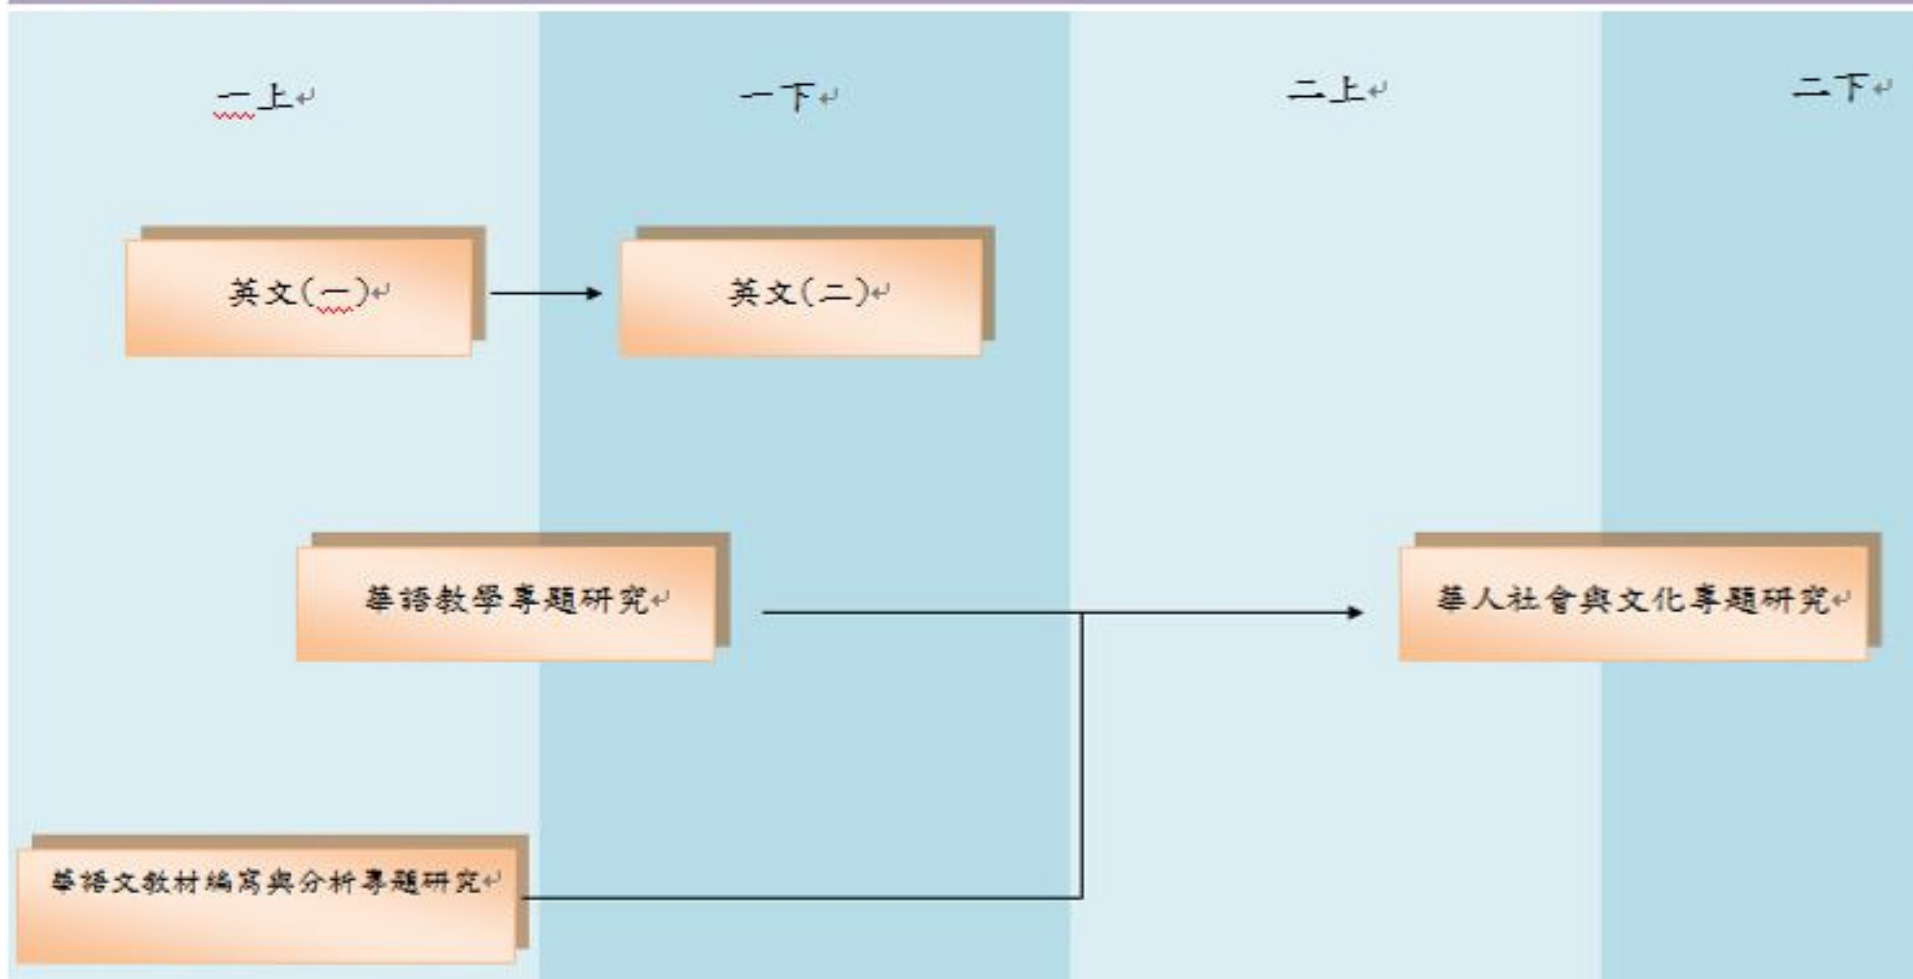 一上
一下
二上
二下
英文(一)
英文(二)
華語教學專題研究
華人社會與文化專題研究
華語文教材編寫與分析專題研究